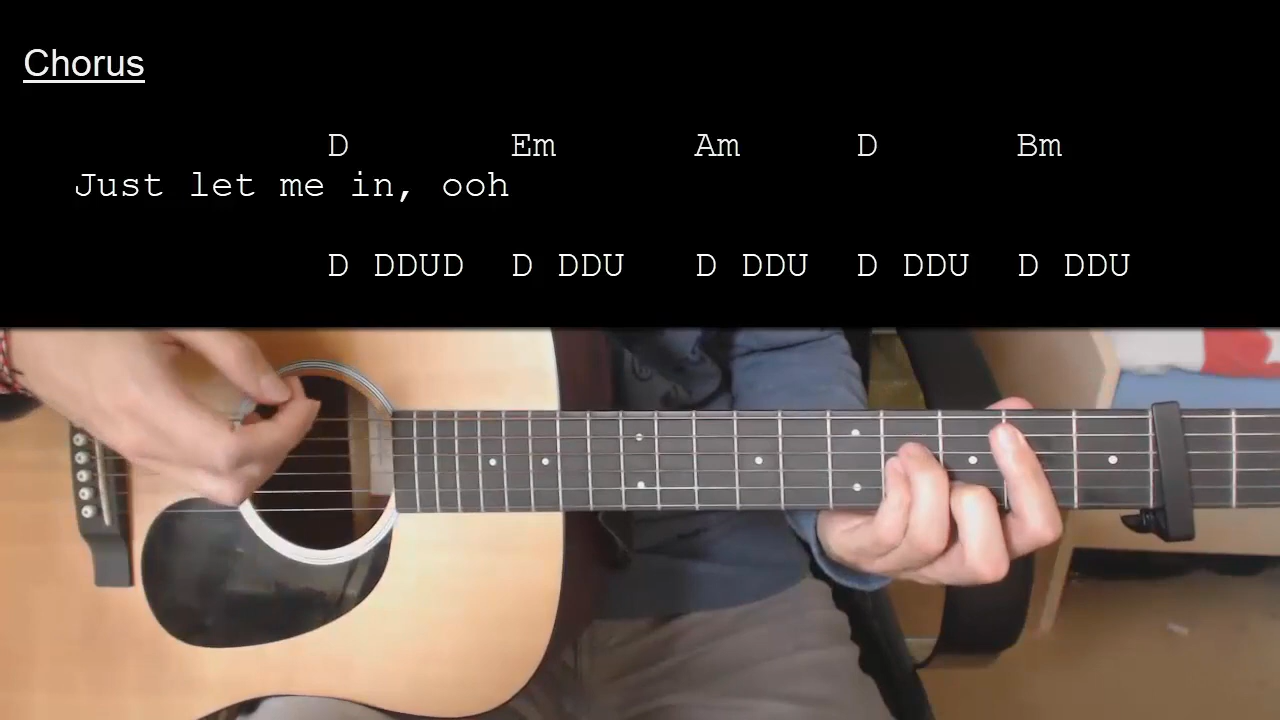 Chorus
D Em Am D Bm
Just let me in, ooh
D DDUD D DDU D DDU D DDU D DDU